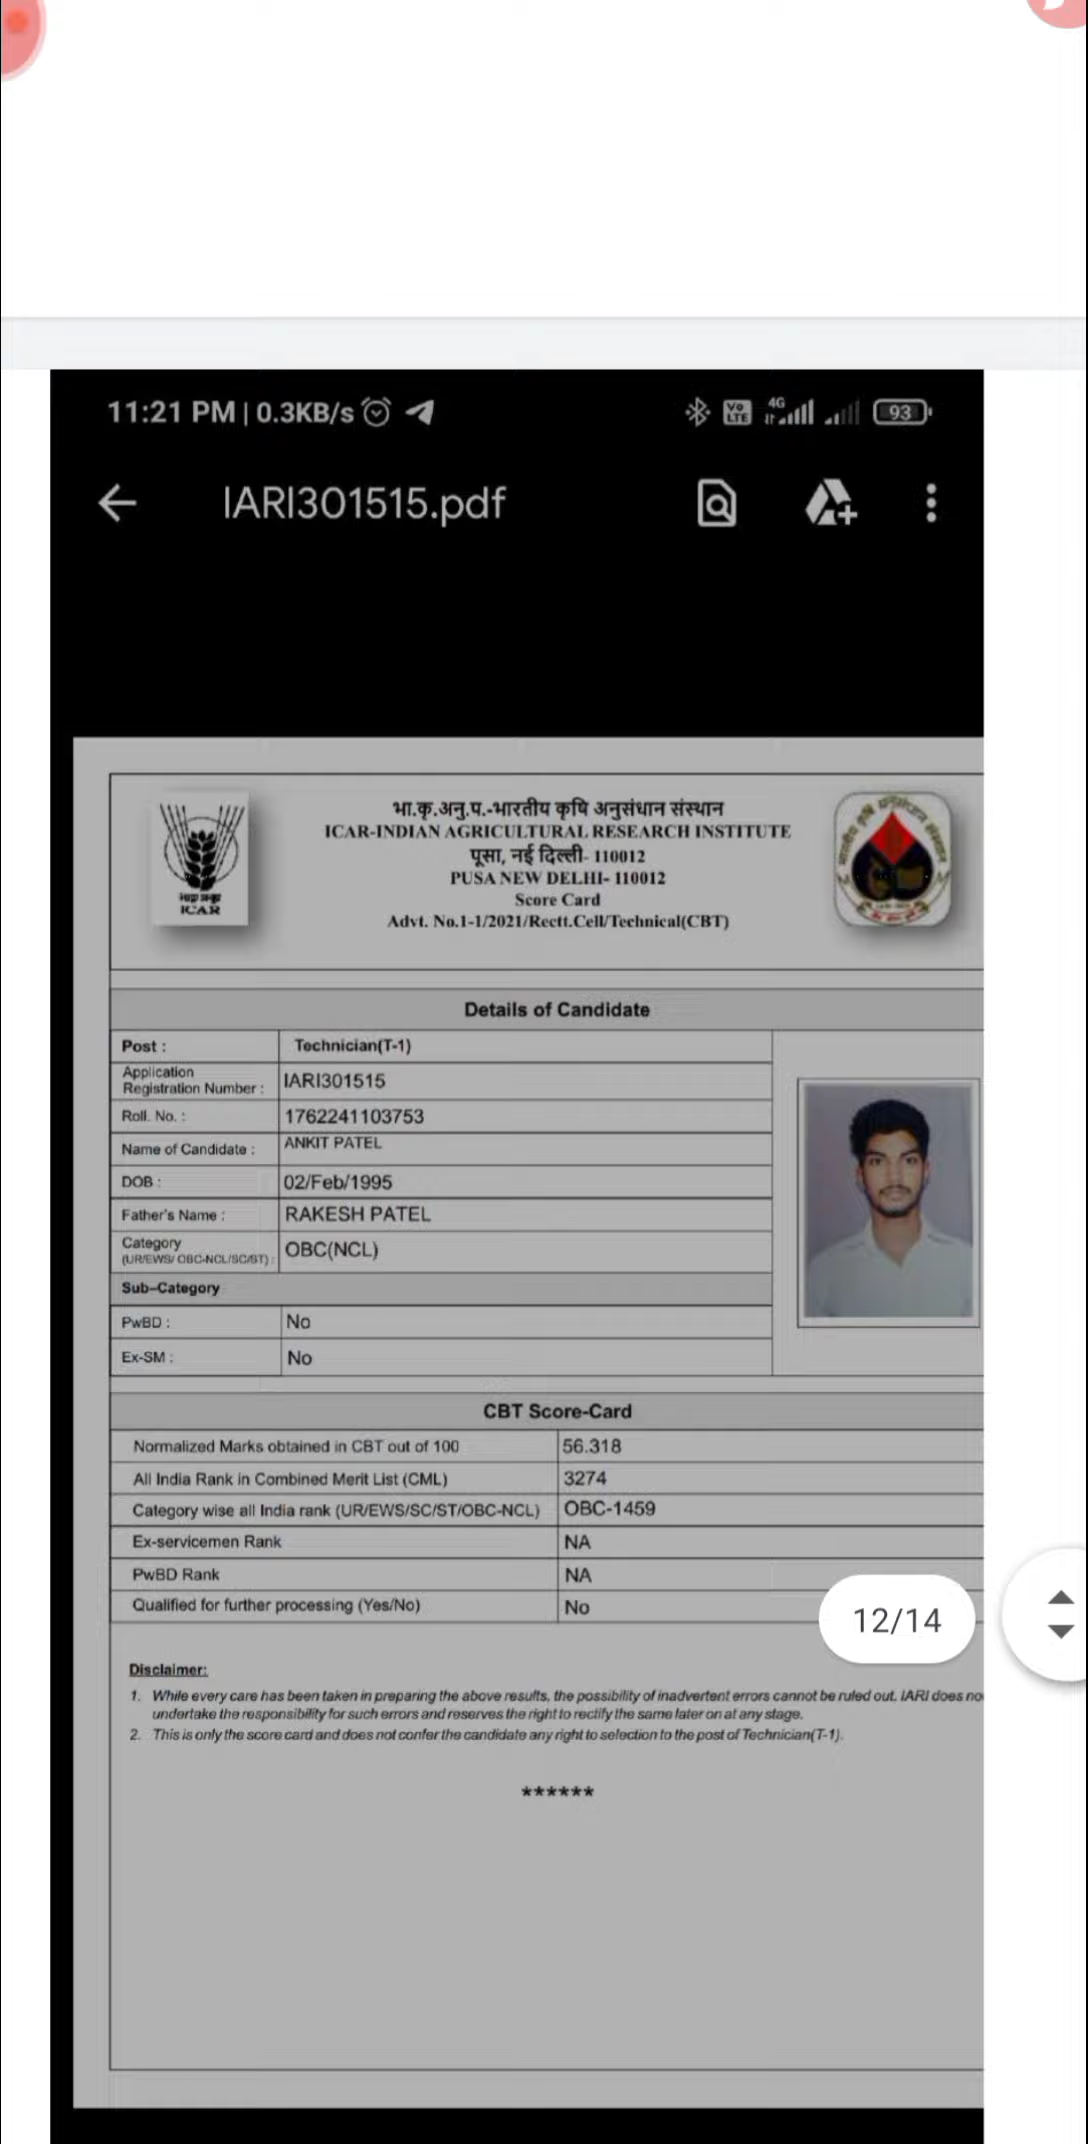 11:21 PM | 0.3KB/s
Vo LTE 4G 93
IARI301515.pdf
भा.कृ.अनु.प.-भारतीय कृषि अनुसंधान संस्थान
ICAR-INDIAN AGRICULTURAL RESEARCH INSTITUTE
पूसा, नई दिल्ली- 110012
PUSA NEW DELHI- 110012
Score Card
Advt. No.1-1/2021/Rectt.Cell/Technical(CBT)
ICAR
Details of Candidate
Post : Technician(T-1)
Application
Registration Number : IARI301515
Roll. No. : 1762241103753
Name of Candidate : ANKIT PATEL
DOB : 02/Feb/1995
Father's Name : RAKESH PATEL
Category
(UR/EWS/ OBC-NCL/SC/ST) : OBC(NCL)
Sub-Category
PwBD : No
Ex-SM : No
CBT Score-Card
Normalized Marks obtained in CBT out of 100 56.318
All India Rank in Combined Merit List (CML) 3274
Category wise all India rank (UR/EWS/SC/ST/OBC-NCL) OBC-1459
Ex-servicemen Rank NA
PwBD Rank NA
Qualified for further processing (Yes/No) No
12/14
Disclaimer:
1. While every care has been taken in preparing the above results, the possibility of inadvertent errors cannot be ruled out. IARI does no
undertake the responsibility for such errors and reserves the right to rectify the same later on at any stage.
2. This is only the score card and does not confer the candidate any right to selection to the post of Technician(T-1).
******